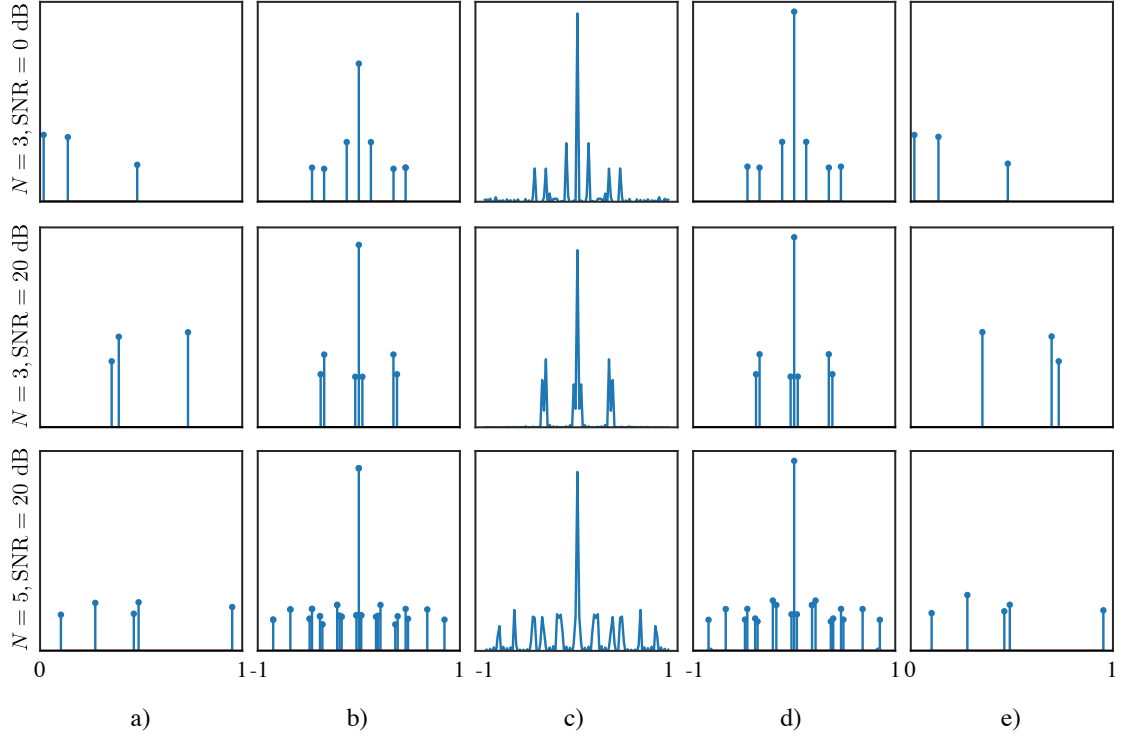 N = 3, SNR = 0 dB
N = 3, SNR = 20 dB
N = 5, SNR = 20 dB
0 1 -1 1 -1 1 -1 1 0 1
a) b) c) d) e)